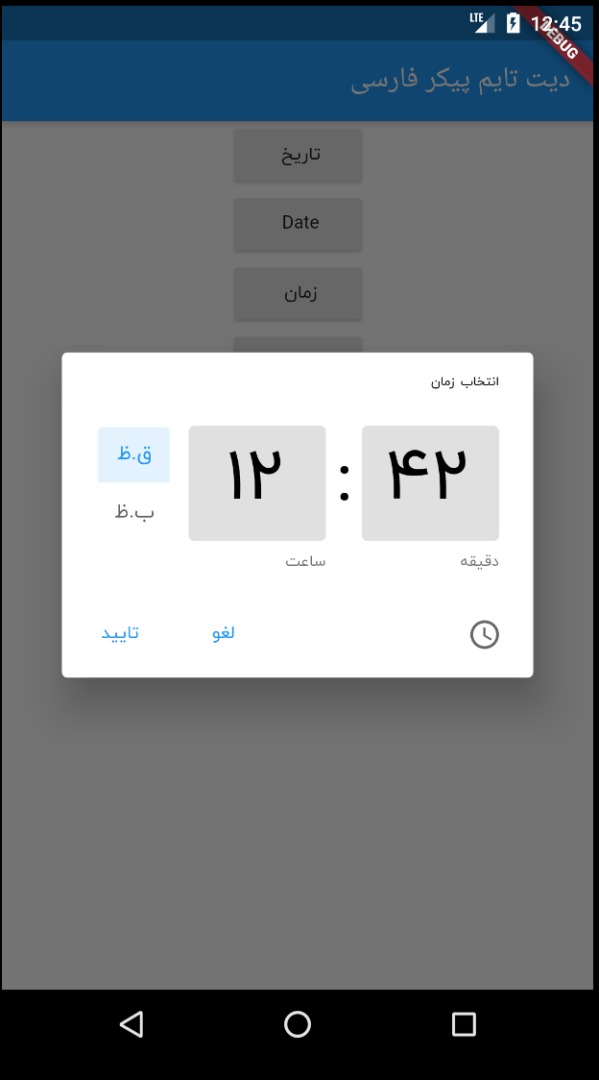 LTE 12:45
DEBUG
دیت تایم پیکر فارسی
تاریخ
Date
زمان
انتخاب زمان
۱۲ : ۴۲
ق.ظ
ب.ظ
ساعت
دقیقه
تایید
لغو